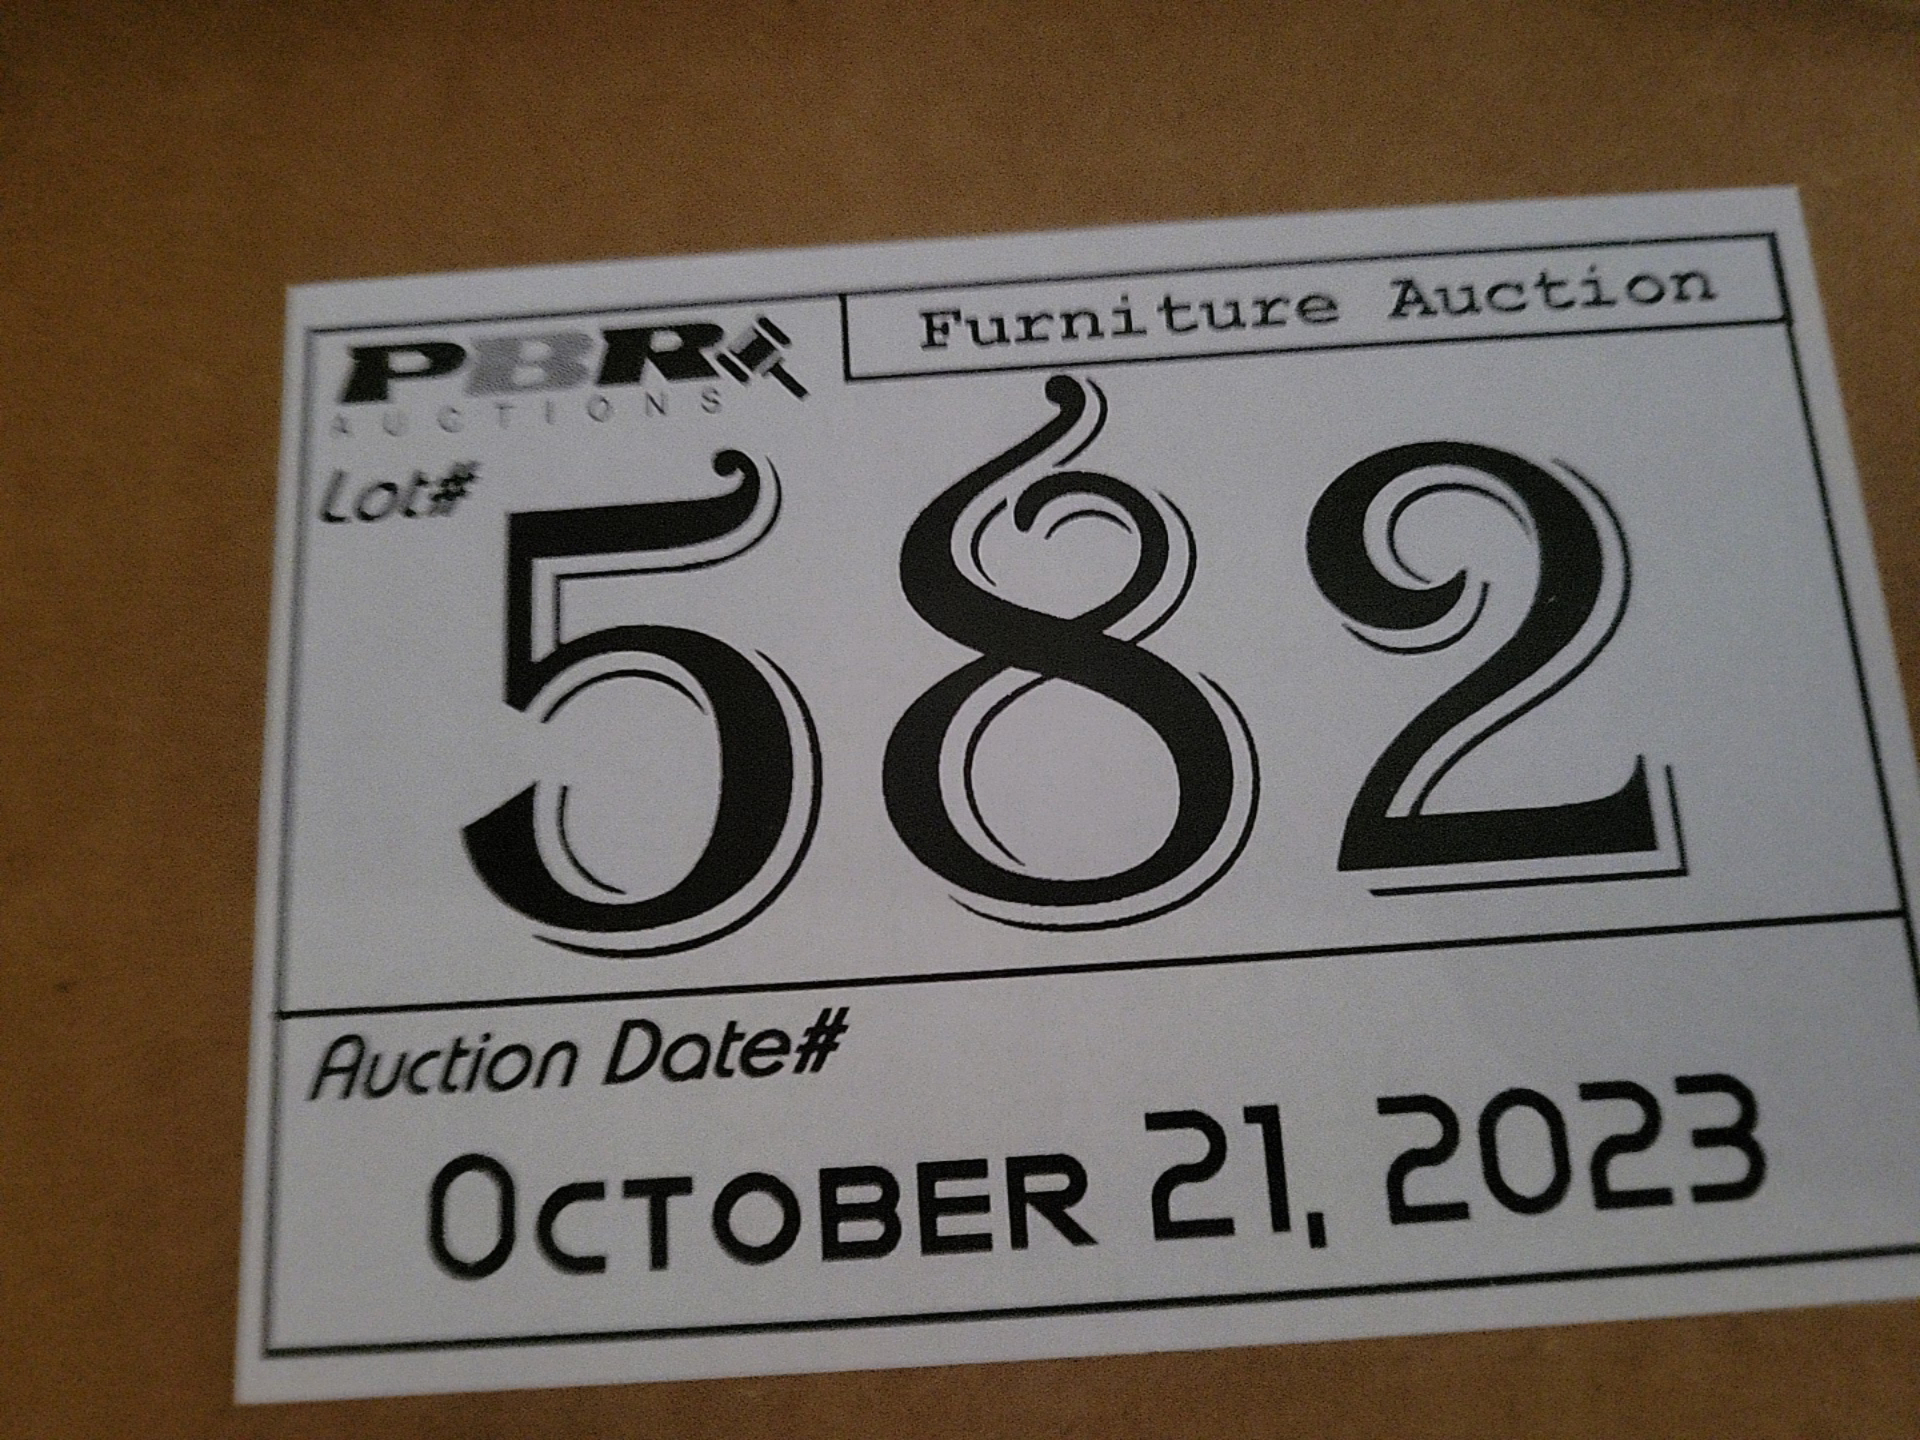 PBR
AUCTIONS
Furniture Auction
Lot#
582
Auction Date#
October 21, 2023